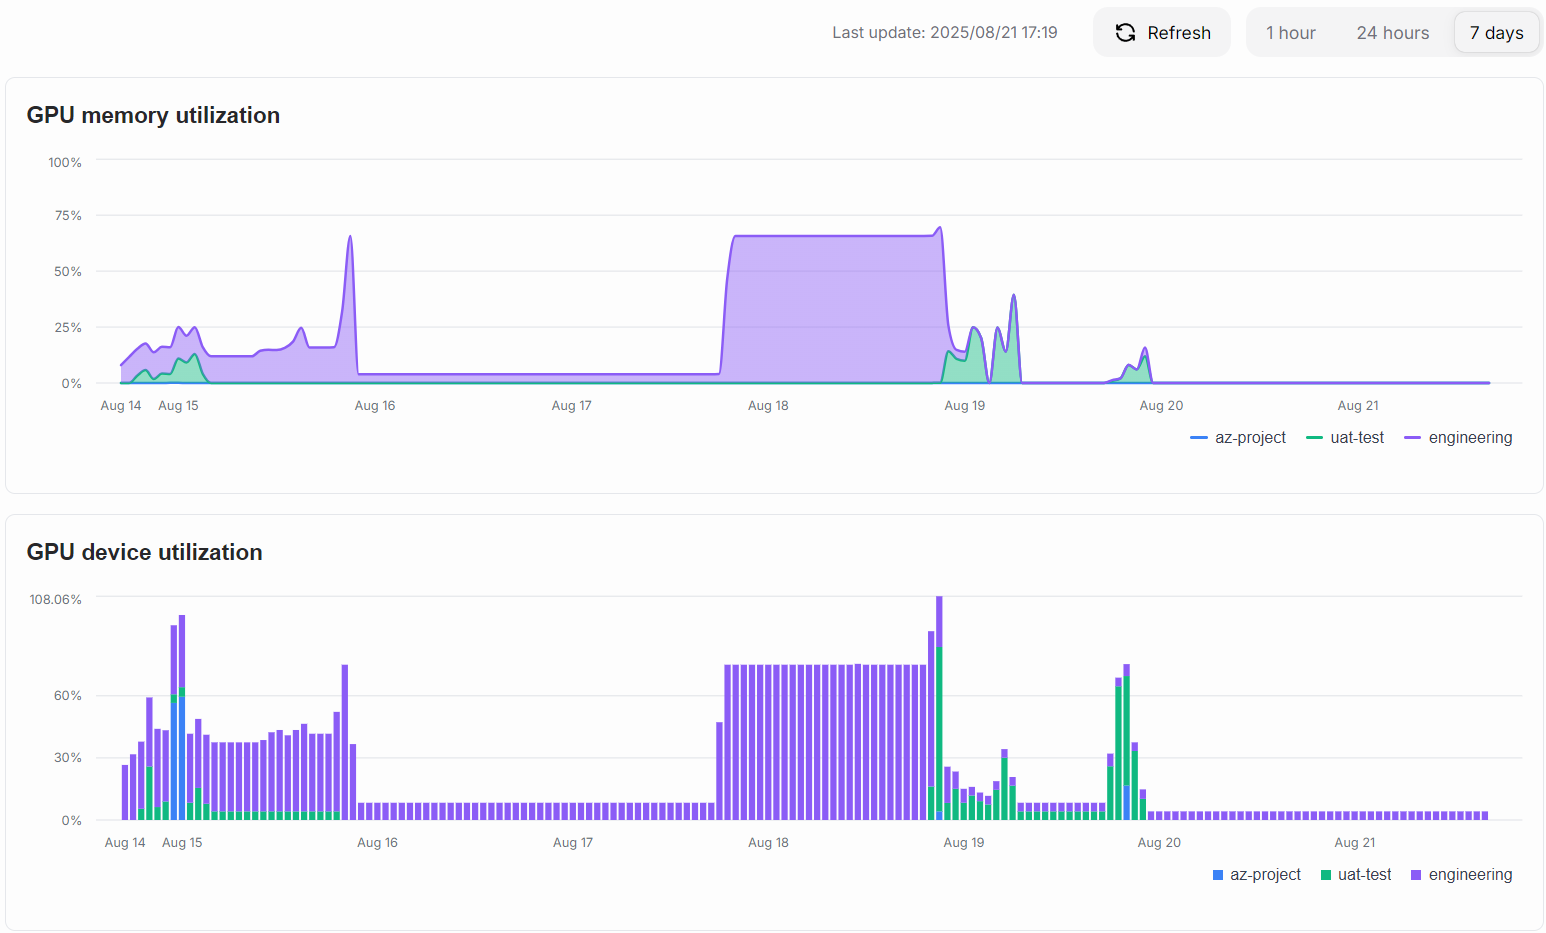 Last update: 2025/08/21 17:19
Refresh
1 hour
24 hours
7 days
GPU memory utilization
100%
75%
50%
25%
0%
Aug 14
Aug 15
Aug 16
Aug 17
Aug 18
Aug 19
Aug 20
Aug 21
az-project
uat-test
engineering
GPU device utilization
108.06%
60%
30%
0%
Aug 14
Aug 15
Aug 16
Aug 17
Aug 18
Aug 19
Aug 20
Aug 21
az-project
uat-test
engineering